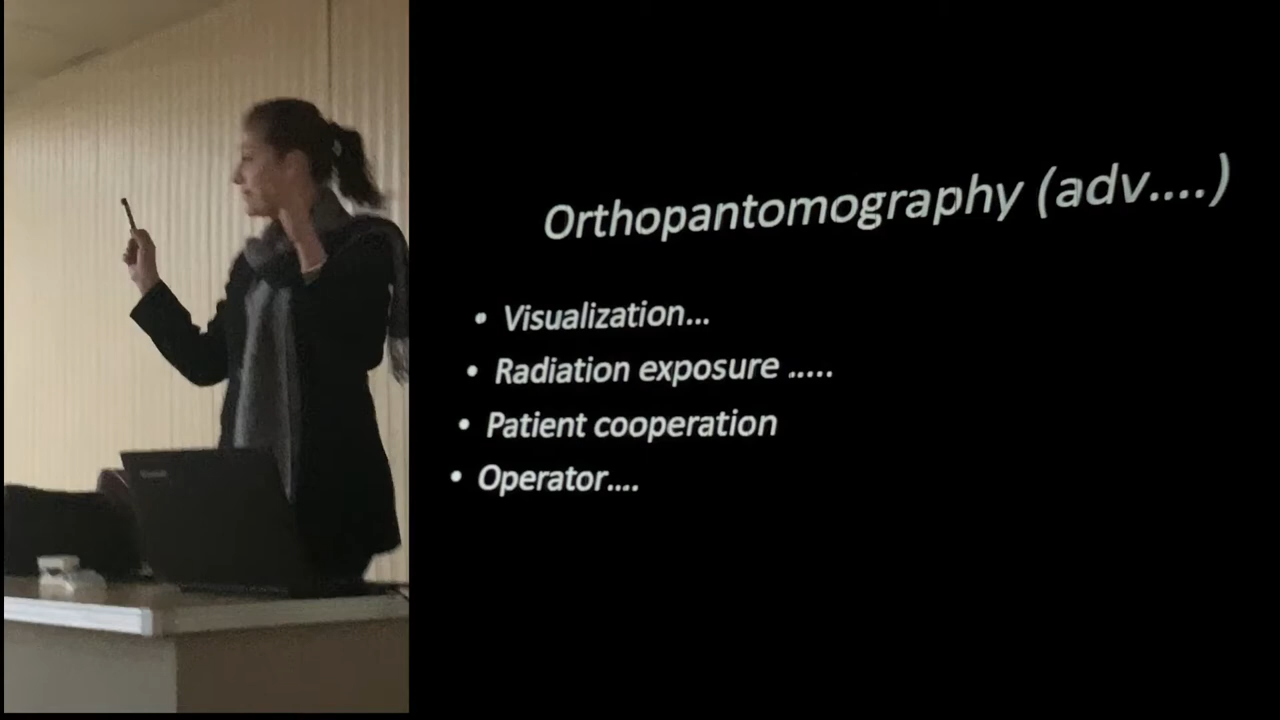 Orthopantomography (adv....)
• Visualization...
• Radiation exposure .....
• Patient cooperation
• Operator....